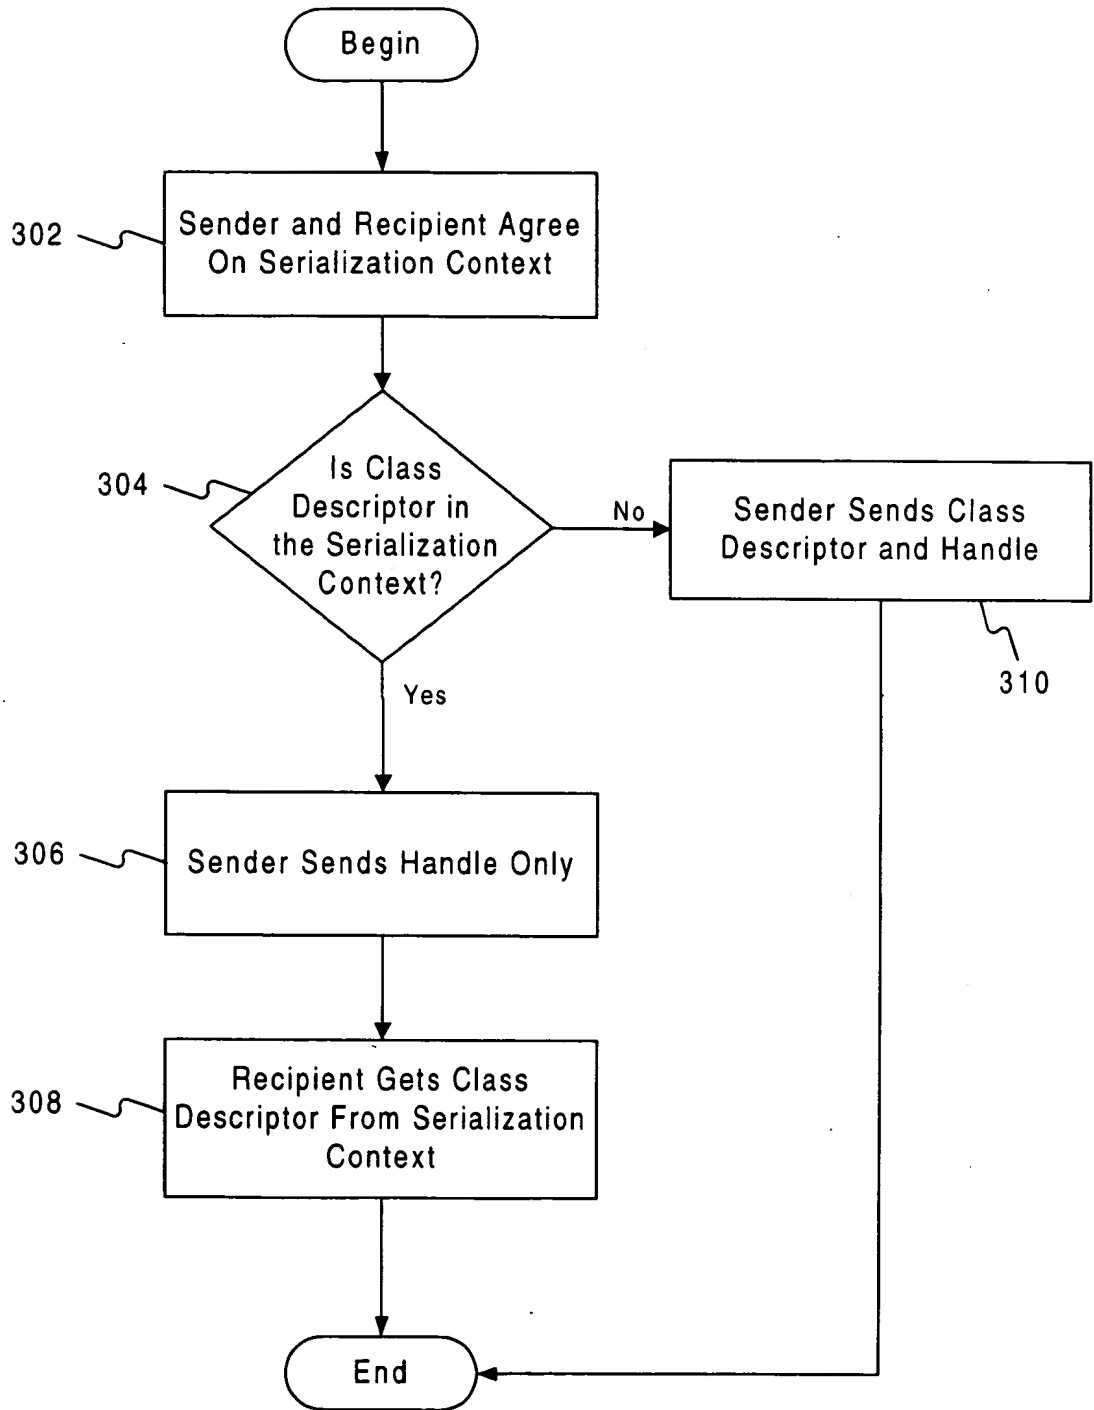 Begin
302
Sender and Recipient Agree
On Serialization Context
304
Is Class
Descriptor in
the Serialization
Context?
No
Sender Sends Class
Descriptor and Handle
310
Yes
306
Sender Sends Handle Only
308
Recipient Gets Class
Descriptor From Serialization
Context
End